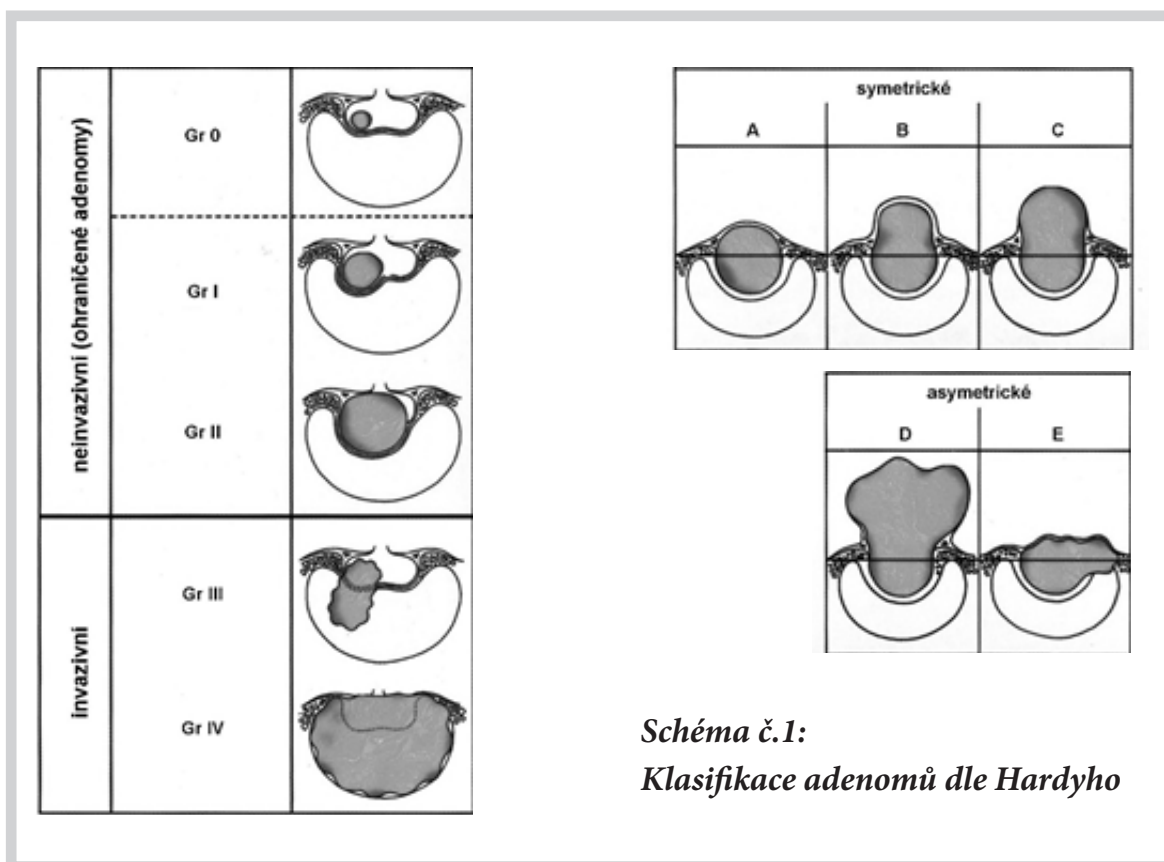 neinvazivní (ohraničené adenomy)
Gr 0
Gr I
Gr II
invazivní
Gr III
Gr IV
symetrické
A
B
C
asymetrické
D
E
Schéma č.1:
Klasifikace adenomů dle Hardyho